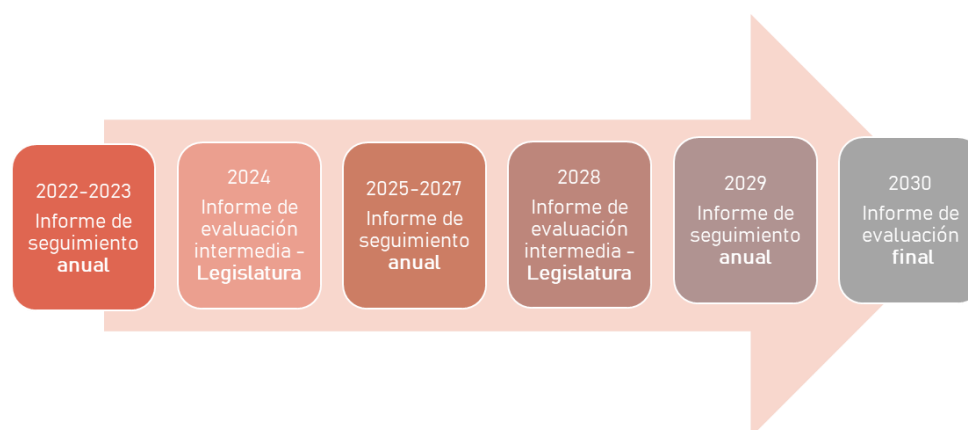 2022-2023
Informe de
seguimiento
anual
2024
Informe de
evaluación
intermedia -
Legislatura
2025-2027
Informe de
seguimiento
anual
2028
Informe de
evaluación
intermedia -
Legislatura
2029
Informe de
seguimiento
anual
2030
Informe de
evaluación
final